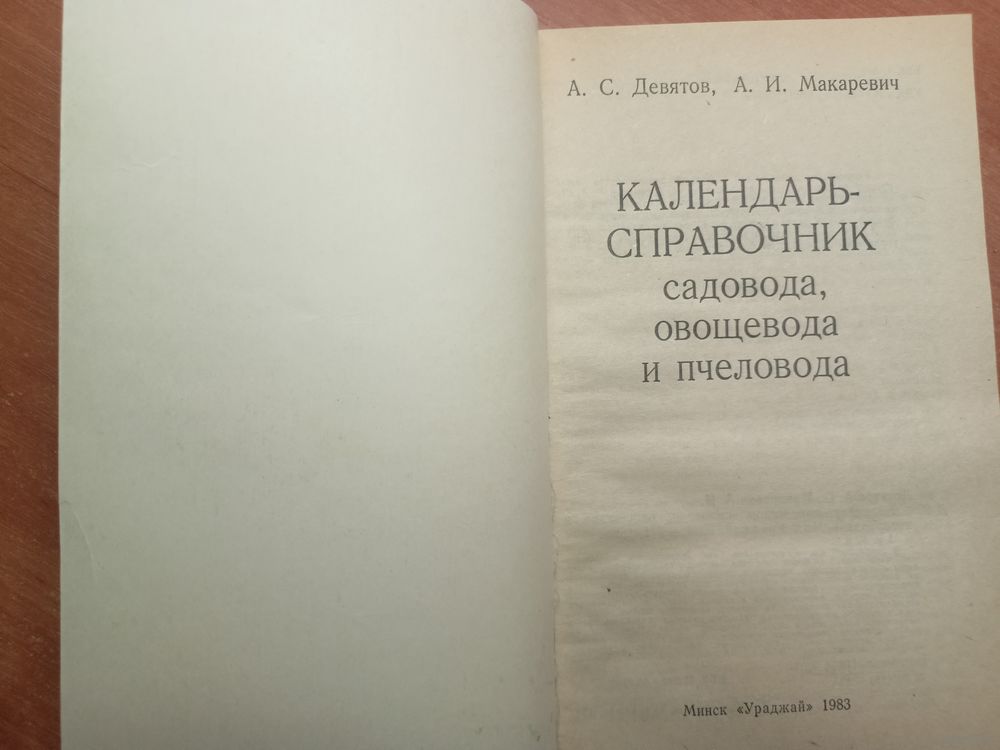 А. С. Девятов, А. И. Макаревич
КАЛЕНДАРЬ-
СПРАВОЧНИК
садовода,
овощевода
и пчеловода
Минск «Ураджай» 1983